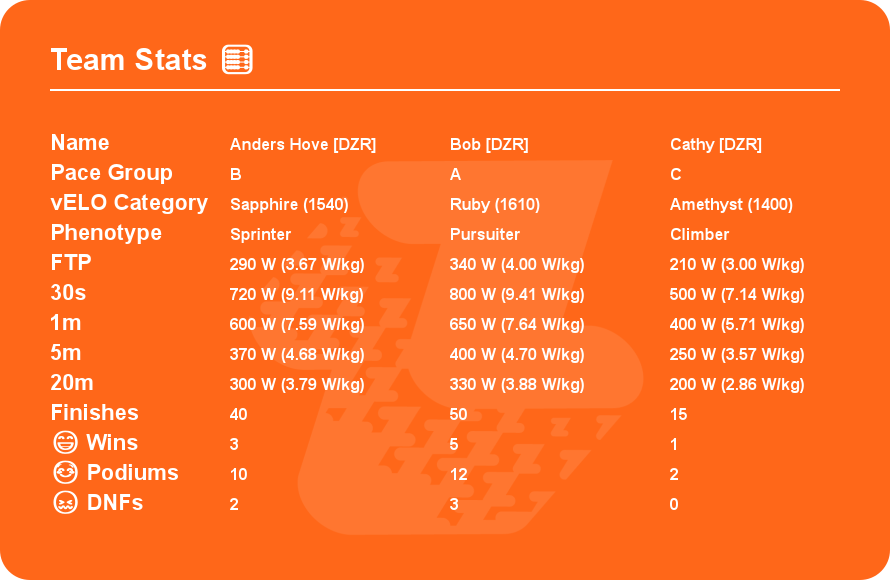 Team Stats
Name Anders Hove [DZR] Bob [DZR] Cathy [DZR]
Pace Group B A C
vELO Category Sapphire (1540) Ruby (1610) Amethyst (1400)
Phenotype Sprinter Pursuiter Climber
FTP 290 W (3.67 W/kg) 340 W (4.00 W/kg) 210 W (3.00 W/kg)
30s 720 W (9.11 W/kg) 800 W (9.41 W/kg) 500 W (7.14 W/kg)
1m 600 W (7.59 W/kg) 650 W (7.64 W/kg) 400 W (5.71 W/kg)
5m 370 W (4.68 W/kg) 400 W (4.70 W/kg) 250 W (3.57 W/kg)
20m 300 W (3.79 W/kg) 330 W (3.88 W/kg) 200 W (2.86 W/kg)
Finishes 40 50 15
Wins 3 5 1
Podiums 10 12 2
DNFs 2 3 0